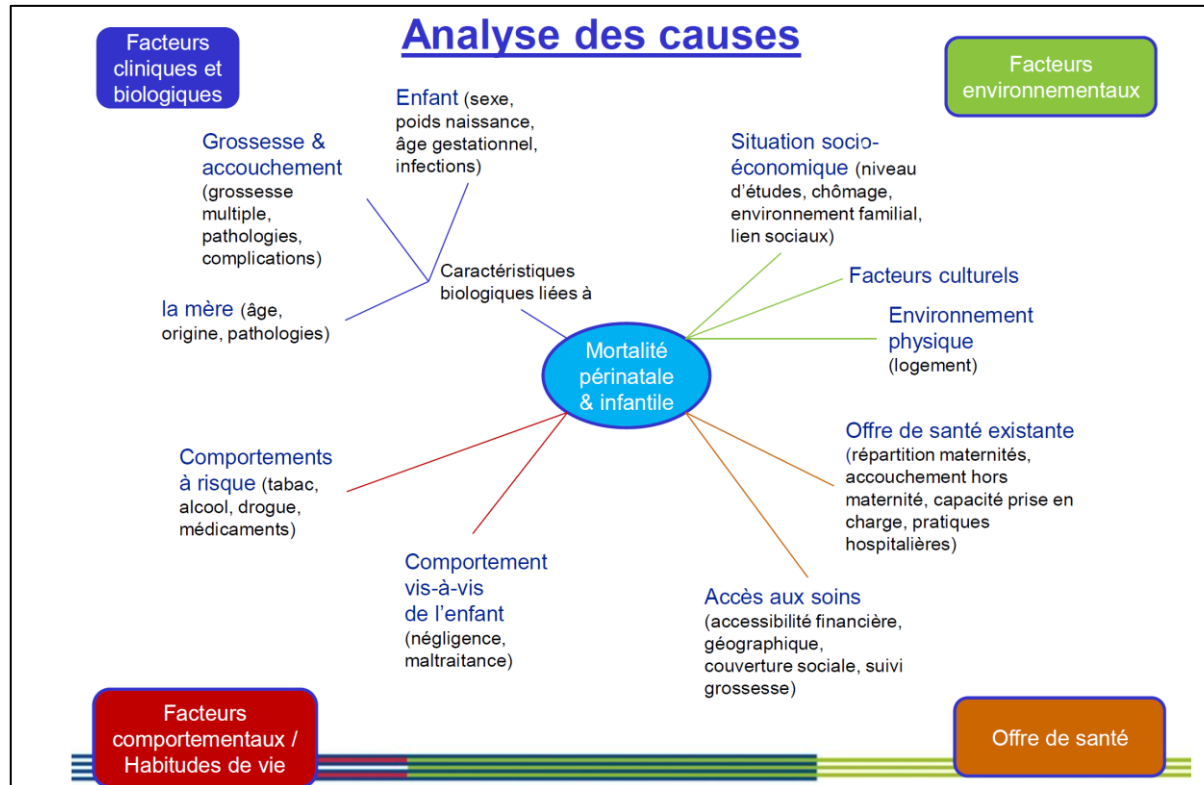 Analyse des causes
Facteurs
cliniques et
biologiques
Facteurs
environnementaux
Enfant (sexe,
poids naissance,
âge gestationnel,
infections)
Grossesse &
accouchement
(grossesse
multiple,
pathologies,
complications)
la mère (âge,
origine, pathologies)
Caractéristiques
biologiques liées à
Situation socio-
économique (niveau
d'études, chômage,
environnement familial,
lien sociaux)
Facteurs culturels
Environnement
physique
(logement)
Mortalité
périnatale
& infantile
Comportements
à risque (tabac,
alcool, drogue,
médicaments)
Comportement
vis-à-vis
de l'enfant
(négligence,
maltraitance)
Offre de santé existante
(répartition maternités,
accouchement hors
maternité, capacité prise en
charge, pratiques
hospitalières)
Accès aux soins
(accessibilité financière,
géographique,
couverture sociale, suivi
grossesse)
Facteurs
comportementaux /
Habitudes de vie
Offre de santé